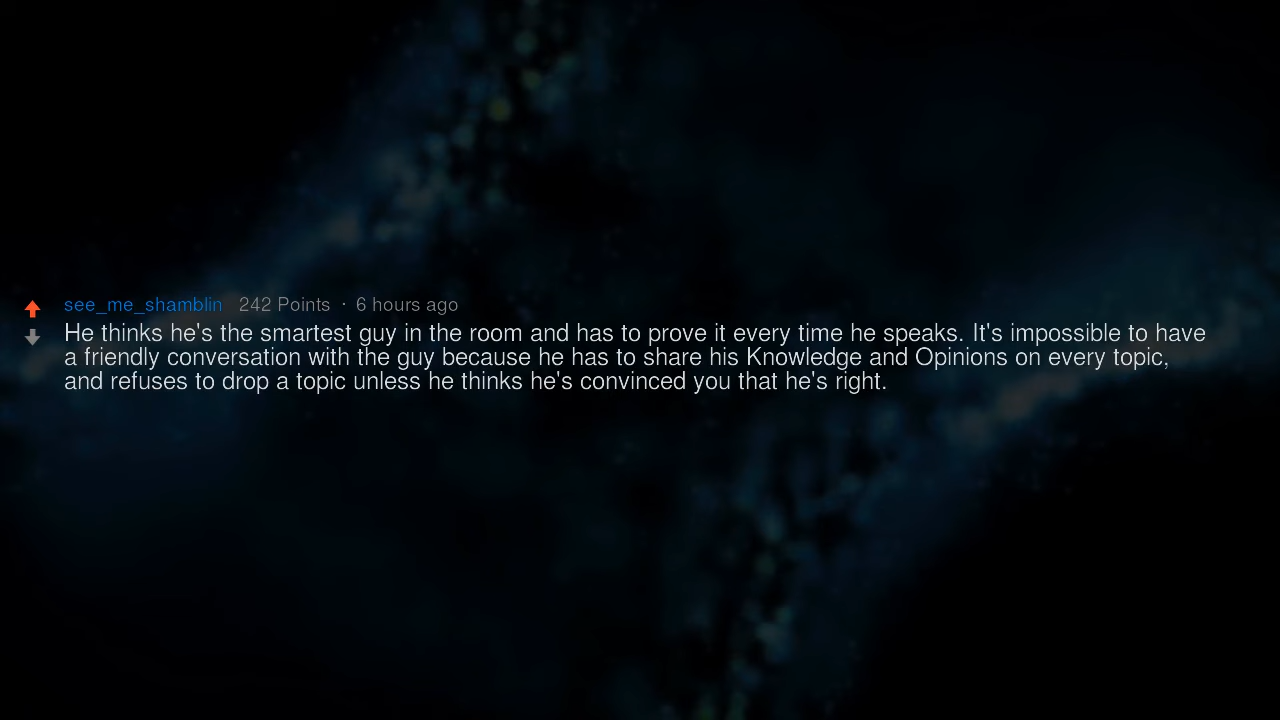 see_me_shamblin 242 Points · 6 hours ago
He thinks he's the smartest guy in the room and has to prove it every time he speaks. It's impossible to have
a friendly conversation with the guy because he has to share his Knowledge and Opinions on every topic,
and refuses to drop a topic unless he thinks he's convinced you that he's right.